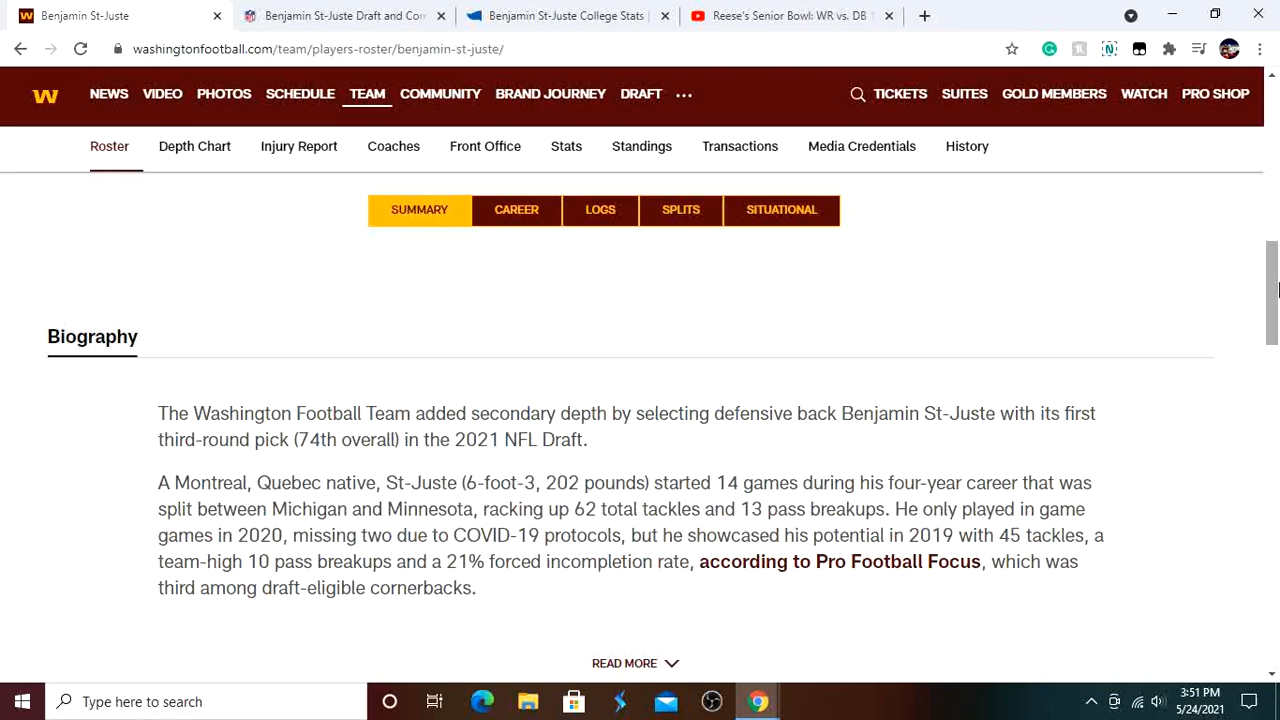 Benjamin St-Juste
Benjamin St-Juste Draft and Com
Benjamin St-Juste College Stats |
Reese's Senior Bowl: WR vs. DB 1
washingtonfootball.com/team/players-roster/benjamin-st-juste/
W NEWS VIDEO PHOTOS SCHEDULE TEAM COMMUNITY BRAND JOURNEY DRAFT ••• TICKETS SUITES GOLD MEMBERS WATCH PRO SHOP
Roster Depth Chart Injury Report Coaches Front Office Stats Standings Transactions Media Credentials History
SUMMARY CAREER LOGS SPLITS SITUATIONAL
Biography
The Washington Football Team added secondary depth by selecting defensive back Benjamin St-Juste with its first
third-round pick (74th overall) in the 2021 NFL Draft.
A Montreal, Quebec native, St-Juste (6-foot-3, 202 pounds) started 14 games during his four-year career that was
split between Michigan and Minnesota, racking up 62 total tackles and 13 pass breakups. He only played in game
games in 2020, missing two due to COVID-19 protocols, but he showcased his potential in 2019 with 45 tackles, a
team-high 10 pass breakups and a 21% forced incompletion rate, according to Pro Football Focus, which was
third among draft-eligible cornerbacks.
READ MORE
Type here to search
3:51 PM
5/24/2021